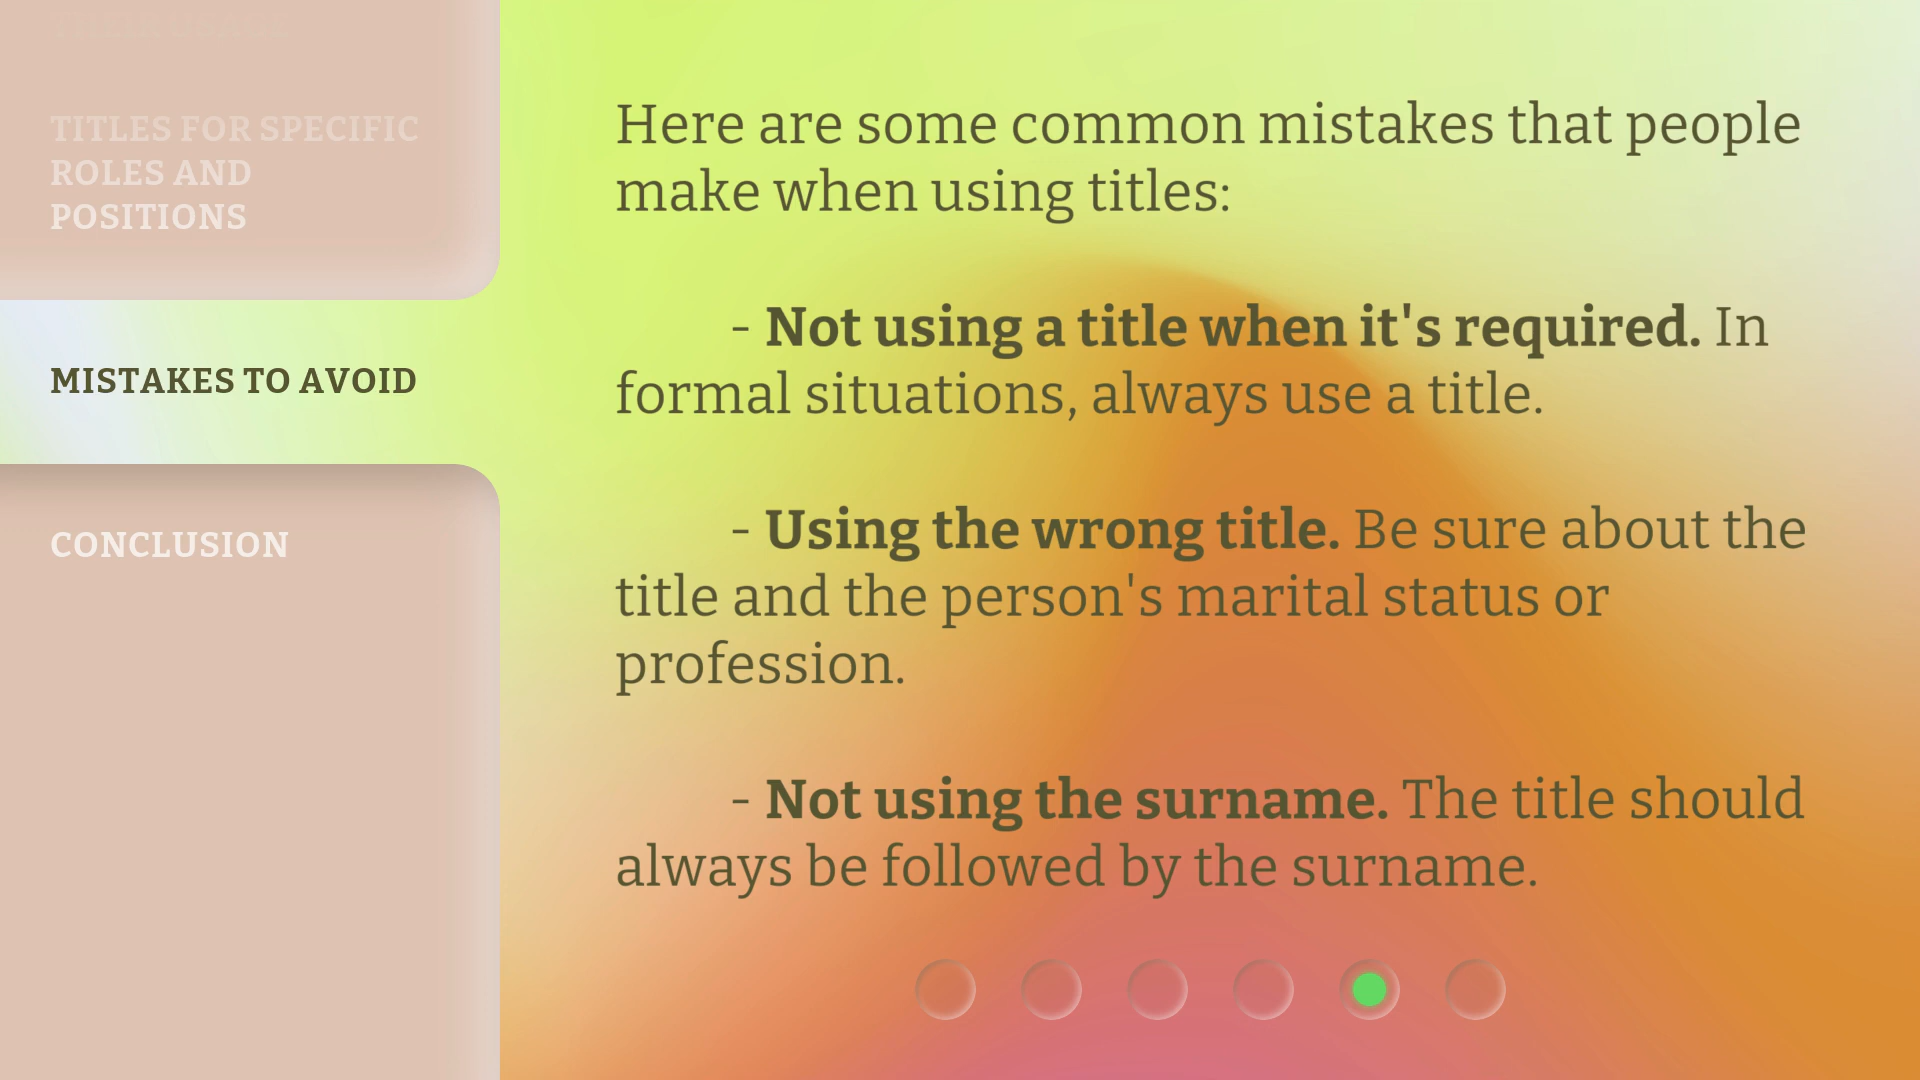 TITLES FOR SPECIFIC
ROLES AND
POSITIONS
MISTAKES TO AVOID
CONCLUSION
Here are some common mistakes that people
make when using titles:
- Not using a title when it's required. In
formal situations, always use a title.
- Using the wrong title. Be sure about the
title and the person's marital status or
profession.
- Not using the surname. The title should
always be followed by the surname.